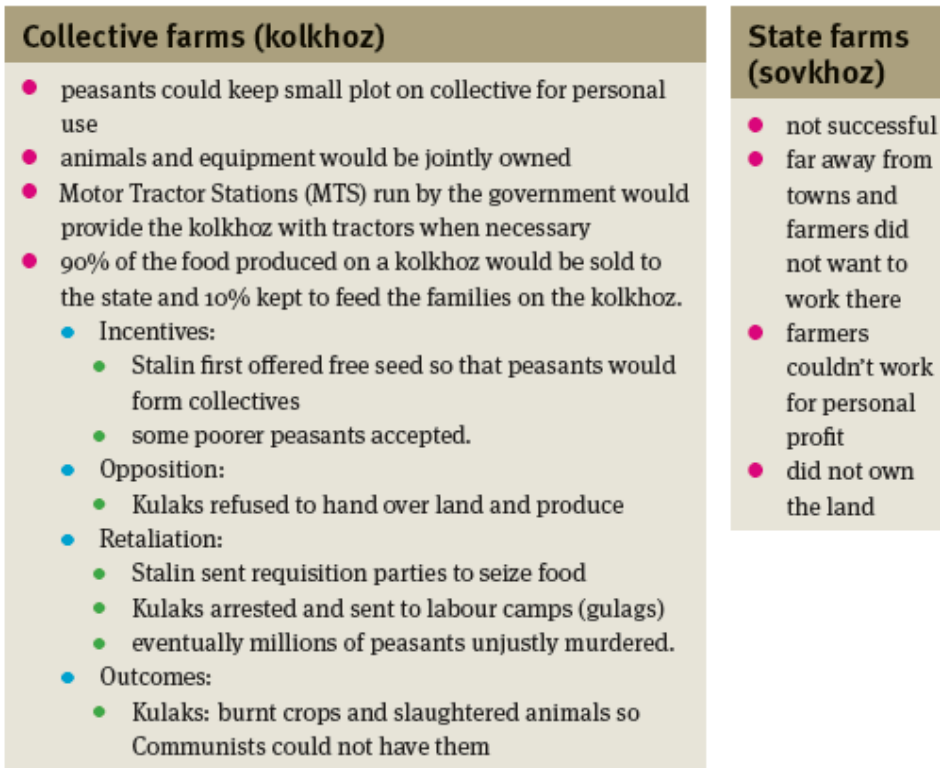 Collective farms (kolkhoz)
• peasants could keep small plot on collective for personal
use
• animals and equipment would be jointly owned
• Motor Tractor Stations (MTS) run by the government would
provide the kolkhoz with tractors when necessary
• 90% of the food produced on a kolkhoz would be sold to
the state and 10% kept to feed the families on the kolkhoz.
• Incentives:
• Stalin first offered free seed so that peasants would
form collectives
• some poorer peasants accepted.
• Opposition:
• Kulaks refused to hand over land and produce
• Retaliation:
• Stalin sent requisition parties to seize food
• Kulaks arrested and sent to labour camps (gulags)
• eventually millions of peasants unjustly murdered.
• Outcomes:
• Kulaks: burnt crops and slaughtered animals so
Communists could not have them
State farms
(sovkhoz)
• not successful
• far away from
towns and
farmers did
not want to
work there
• farmers
couldn't work
for personal
profit
• did not own
the land